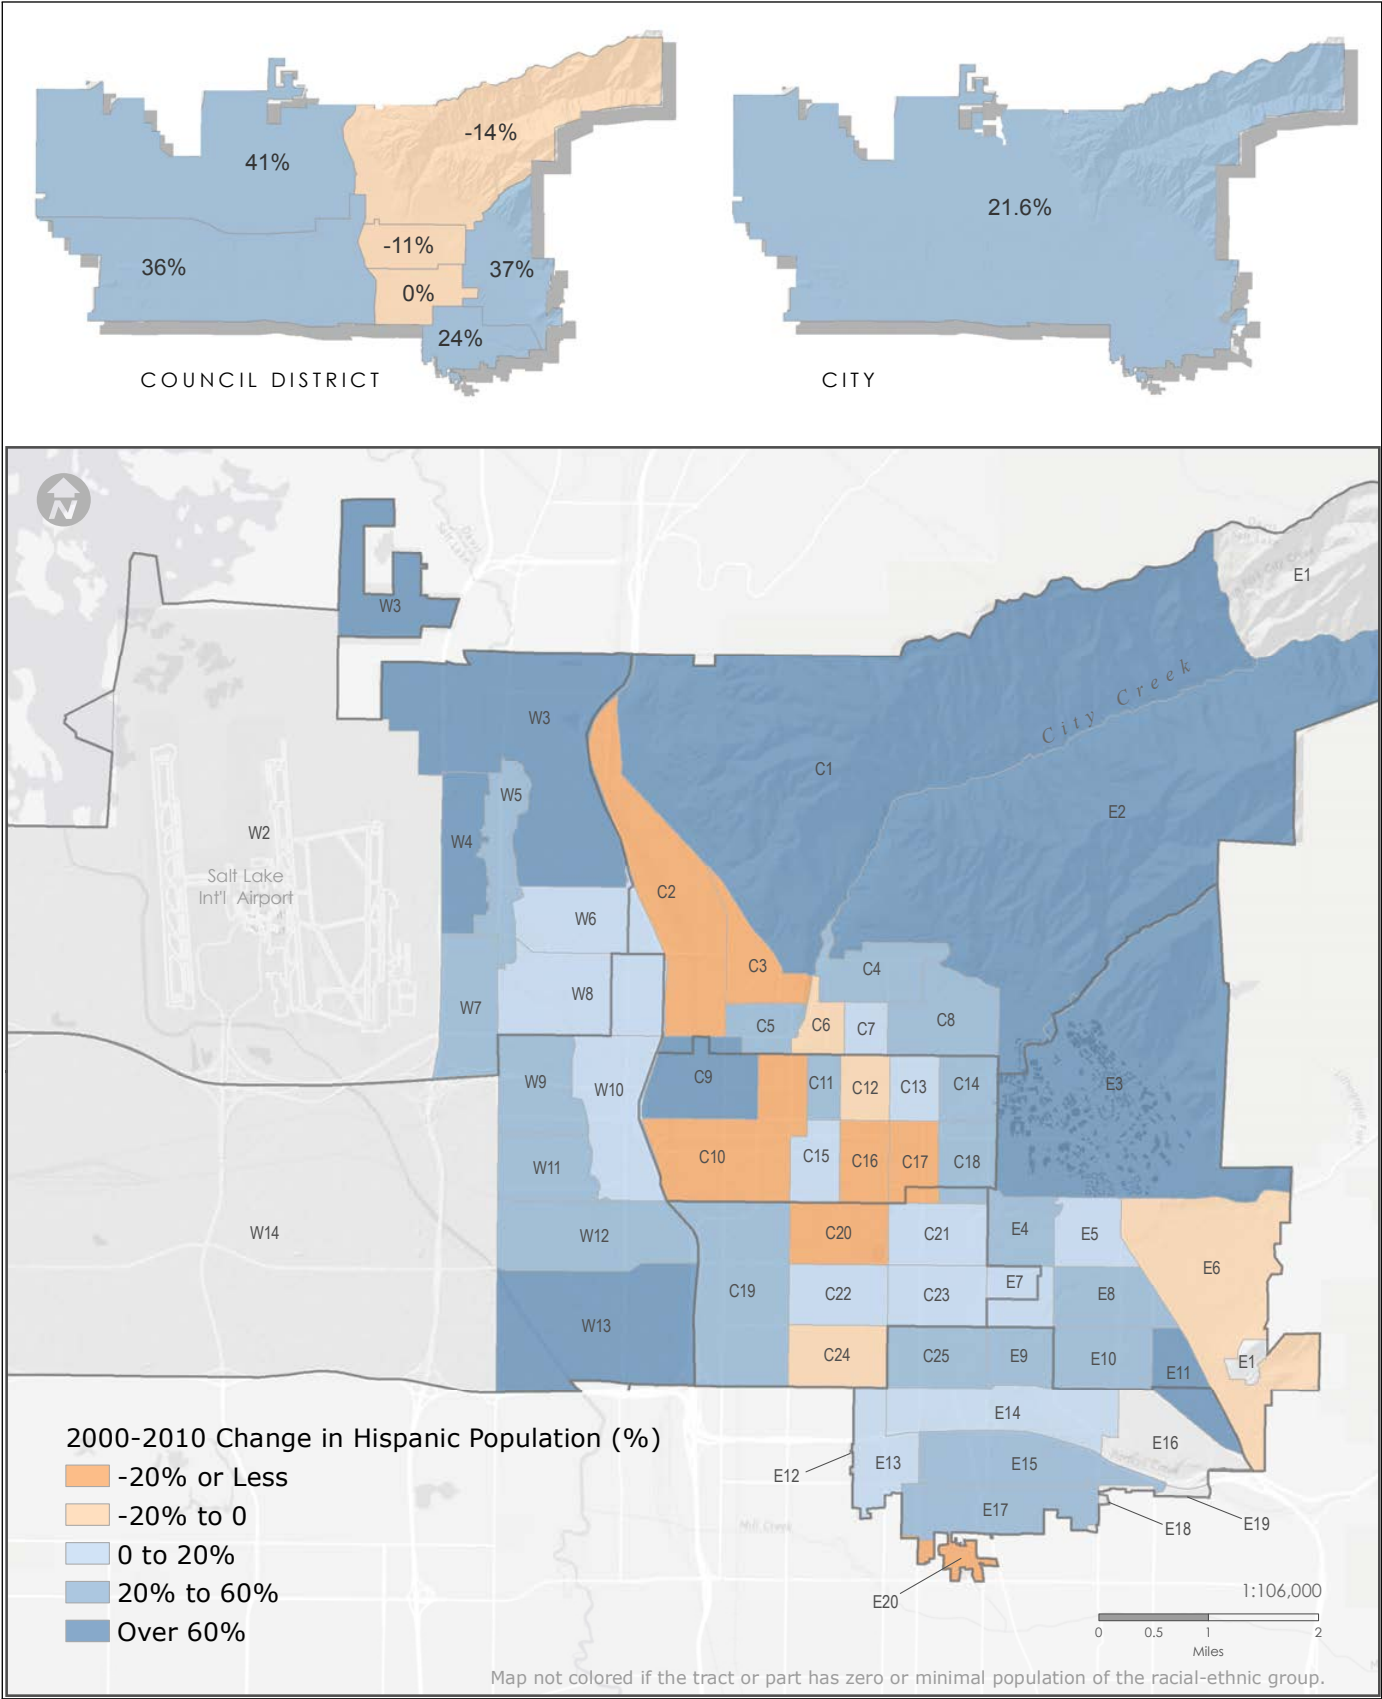 -14%
41%
21.6%
-11%
36%
37%
0%
24%
COUNCIL DISTRICT
CITY
N
E1
W3
City Creek
W3
C1
W5
E2
W2
W4
Salt Lake
Int'l Airport
C2
W6
C3
C4
W8
W7
C5
C6
C7
C8
C9
W9
W10
C11
C12
C13
C14
E3
C10
C15
C16
C17
C18
W11
W14
W12
C20
C21
E4
E5
E6
C19
C22
C23
E7
E8
W13
C24
C25
E9
E10
E11
E1
2000-2010 Change in Hispanic Population (%)
-20% or Less
-20% to 0
0 to 20%
20% to 60%
Over 60%
E14
E16
E12
E13
E15
E17
E18
E19
Mill Creek
E20
1:106,000
0 0.5 1 2
Miles
Map not colored if the tract or part has zero or minimal population of the racial-ethnic group.